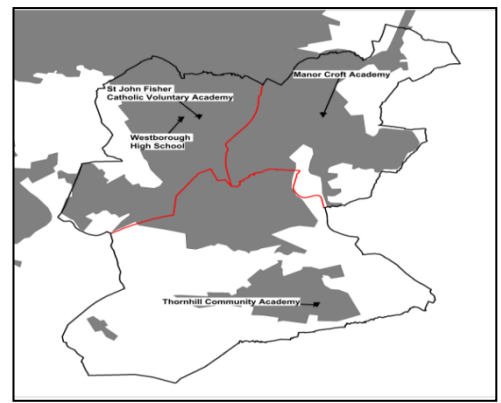 Manor Croft Academy
St John Fisher
Catholic Voluntary Academy
Westborough
High School
Thornhill Community Academy